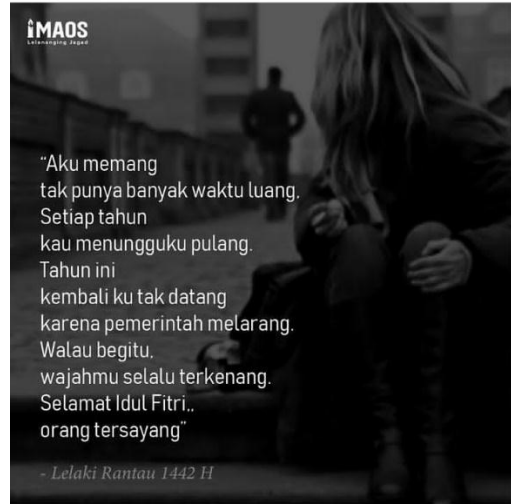 iMAOS
Lelananging Jagad
"Aku memang
tak punya banyak waktu luang,
Setiap tahun
kau menungguku pulang.
Tahun ini
kembali ku tak datang
karena pemerintah melarang.
Walau begitu,
wajahmu selalu terkenang.
Selamat Idul Fitri,,
orang tersayang"
- Lelaki Rantau 1442 H